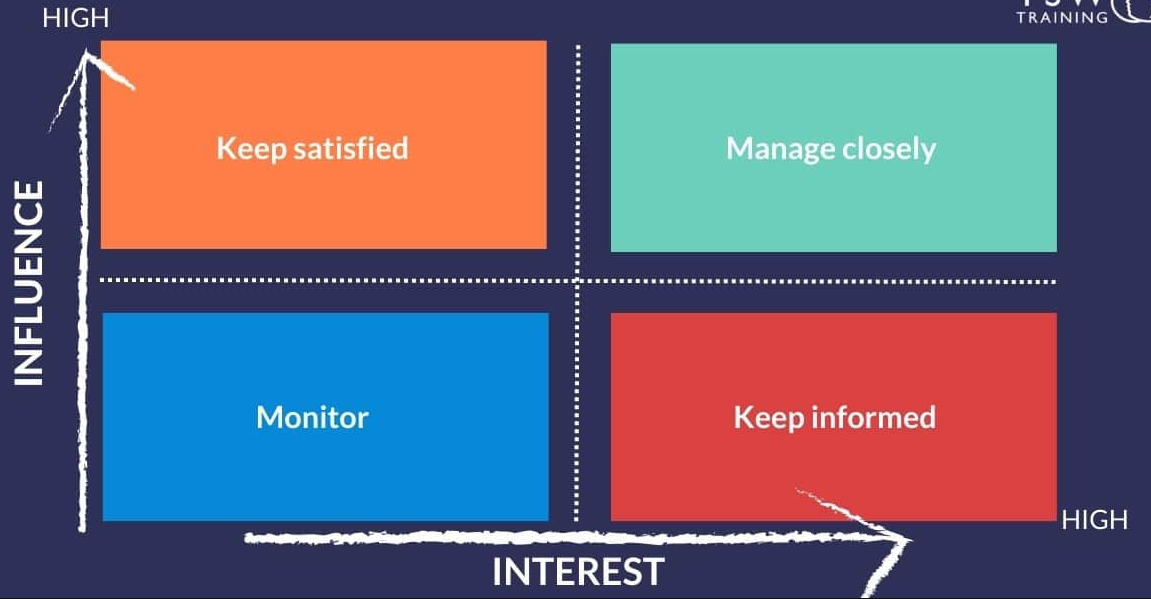 HIGH
TRAINING
Keep satisfied
Manage closely
INFLUENCE
Monitor
Keep informed
HIGH
INTEREST